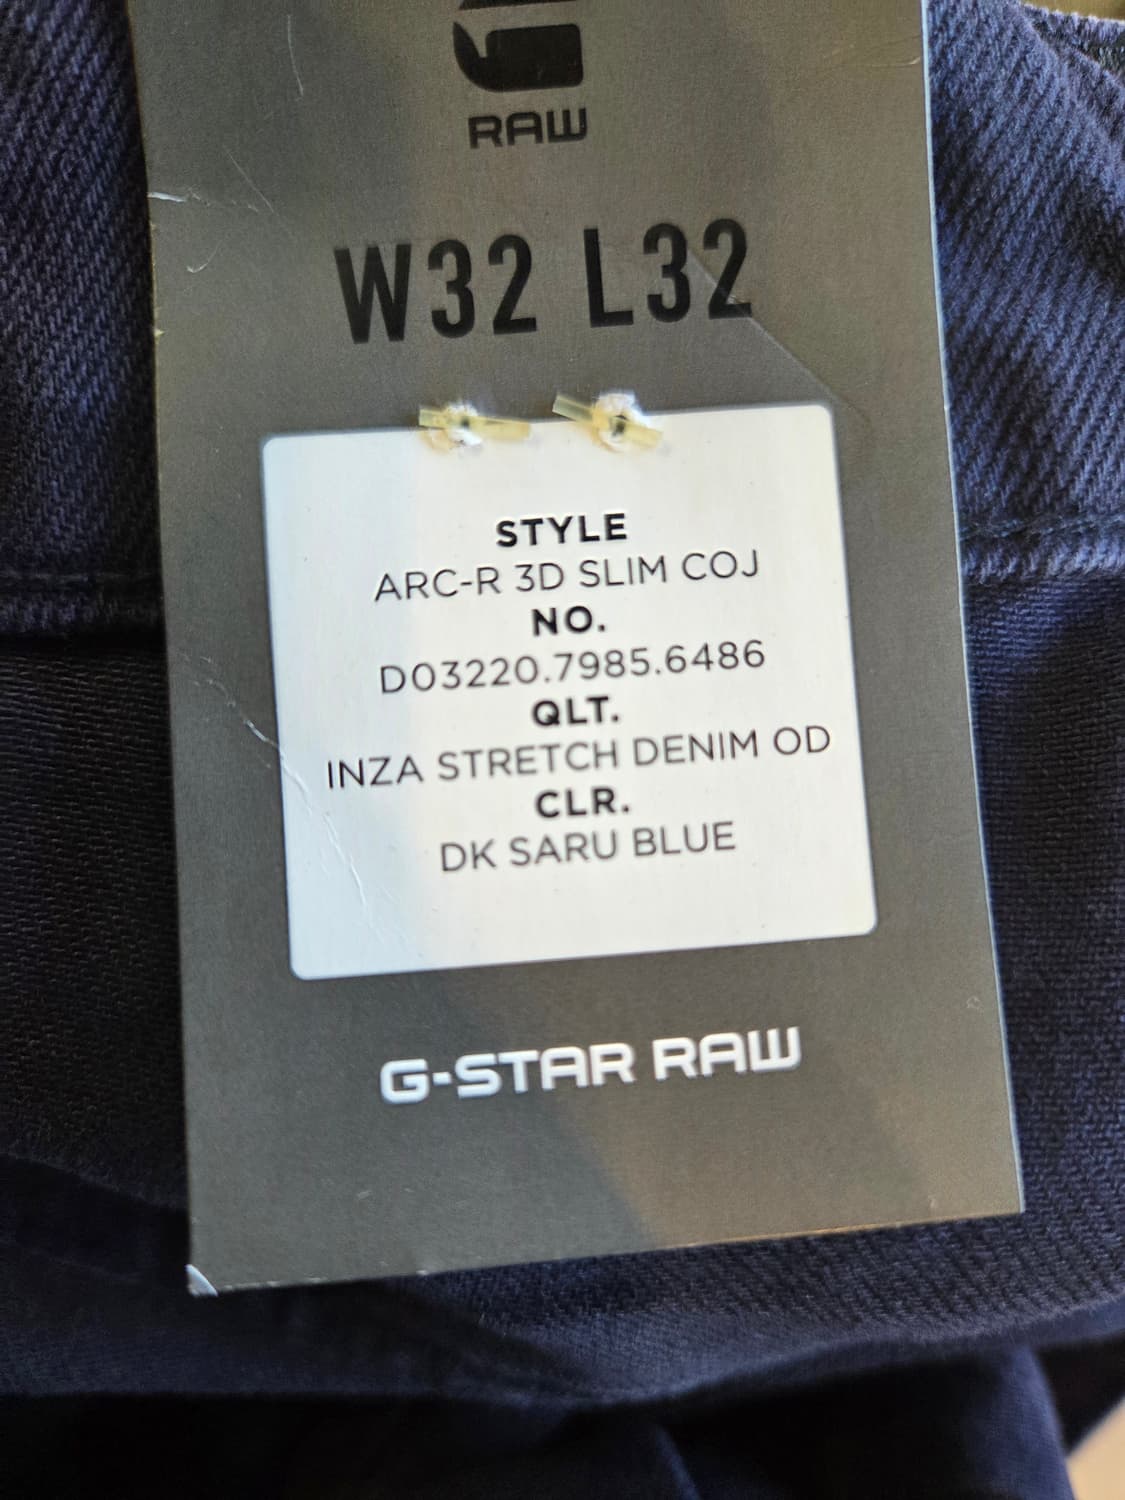 RAW
W32 L32
STYLE
ARC-R 3D SLIM COJ
NO.
D03220.7985.6486
QLT.
INZA STRETCH DENIM OD
CLR.
DK SARU BLUE
G-STAR RAW